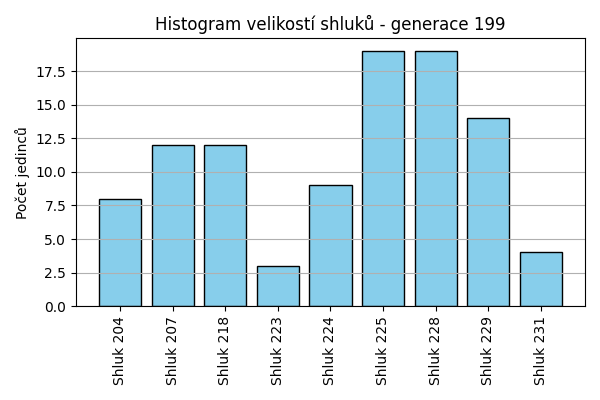 Histogram velikostí shluků - generace 199
Počet jedinců
17.5
15.0
12.5
10.0
7.5
5.0
2.5
0.0
Shluk 204
Shluk 207
Shluk 218
Shluk 223
Shluk 224
Shluk 225
Shluk 228
Shluk 229
Shluk 231